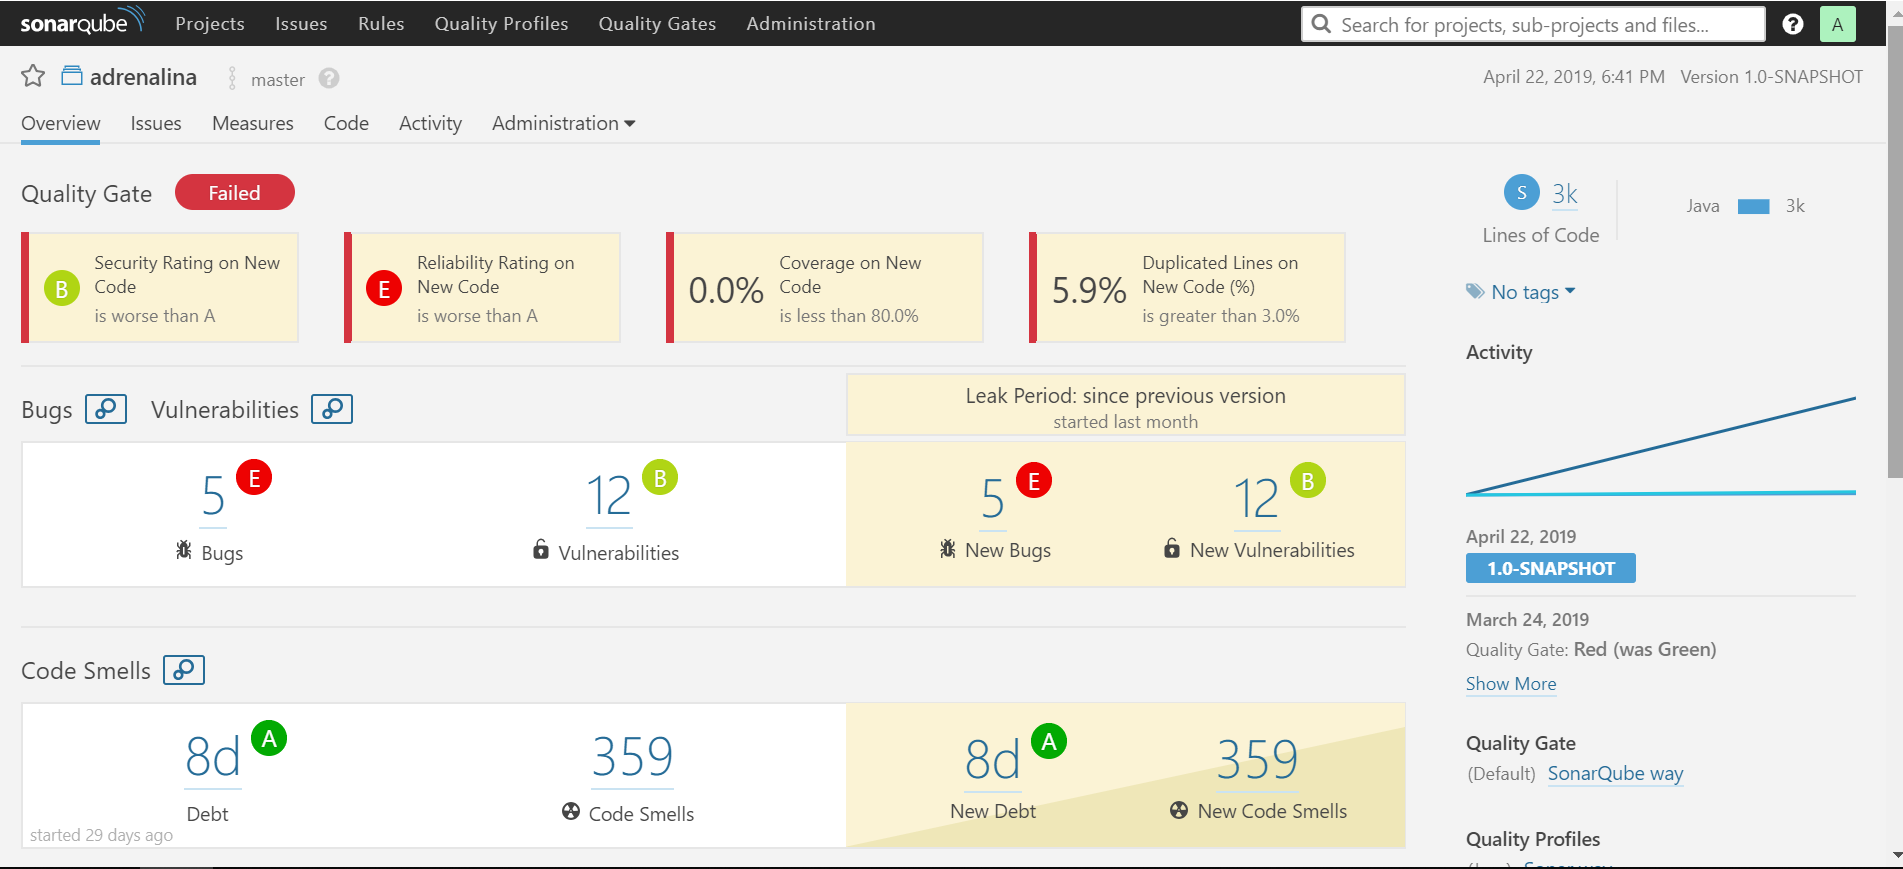 sonarqube Projects Issues Rules Quality Profiles Quality Gates Administration Search for projects, sub-projects and files... ? A
adrenalina master ? April 22, 2019, 6:41 PM Version 1.0-SNAPSHOT
Overview Issues Measures Code Activity Administration
Quality Gate Failed
B Security Rating on New Code
is worse than A
E Reliability Rating on New Code
is worse than A
0.0% Coverage on New Code
is less than 80.0%
5.9% Duplicated Lines on New Code (%)
is greater than 3.0%
Bugs Vulnerabilities
Leak Period: since previous version
started last month
5 E
Bugs
12 B
Vulnerabilities
5 E
New Bugs
12 B
New Vulnerabilities
Code Smells
8d A
Debt
started 29 days ago
359
Code Smells
8d A
New Debt
359
New Code Smells
S 3k
Lines of Code
Java 3k
No tags
Activity
April 22, 2019
1.0-SNAPSHOT
March 24, 2019
Quality Gate: Red (was Green)
Show More
Quality Gate
(Default) SonarQube way
Quality Profiles